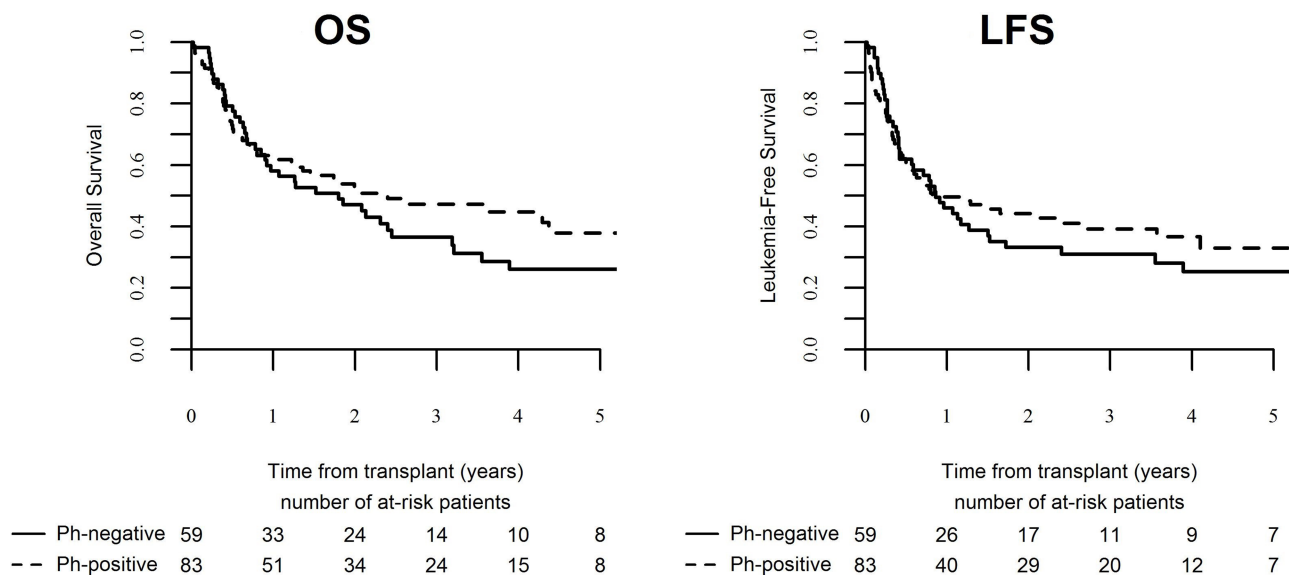 OS
Overall Survival
1.0
0.8
0.6
0.4
0.2
0.0
0 1 2 3 4 5
Time from transplant (years)
number of at-risk patients
Ph-negative 59 33 24 14 10 8
Ph-positive 83 51 34 24 15 8
LFS
Leukemia-Free Survival
1.0
0.8
0.6
0.4
0.2
0.0
0 1 2 3 4 5
Time from transplant (years)
number of at-risk patients
Ph-negative 59 26 17 11 9 7
Ph-positive 83 40 29 20 12 7